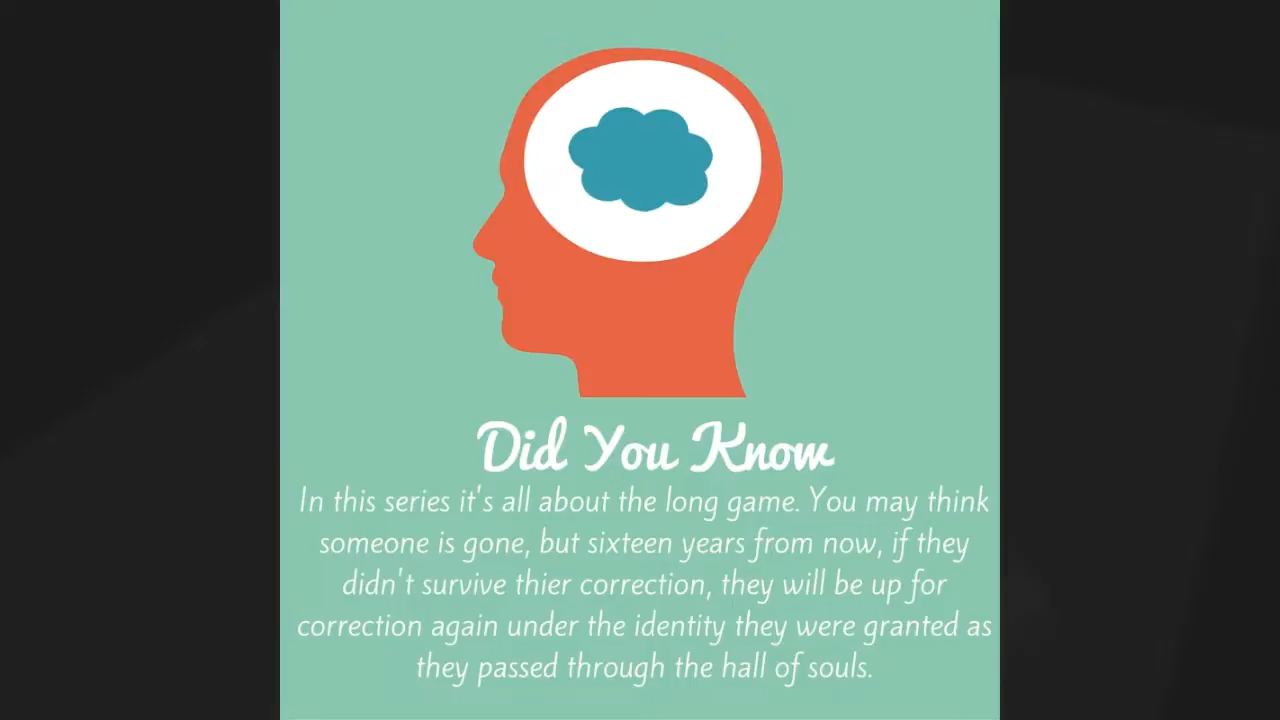 Did You Know
In this series it's all about the long game. You may think
someone is gone, but sixteen years from now, if they
didn't survive thier correction, they will be up for
correction again under the identity they were granted as
they passed through the hall of souls.